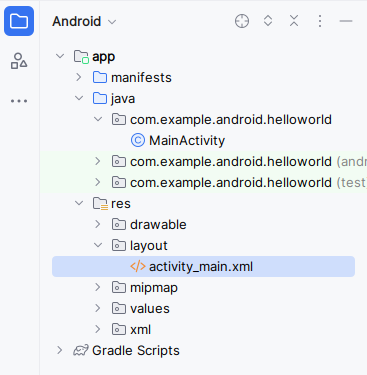 Android
app
manifests
java
com.example.android.helloworld
MainActivity
com.example.android.helloworld (andr
com.example.android.helloworld (test
res
drawable
layout
</> activity_main.xml
mipmap
values
xml
Gradle Scripts